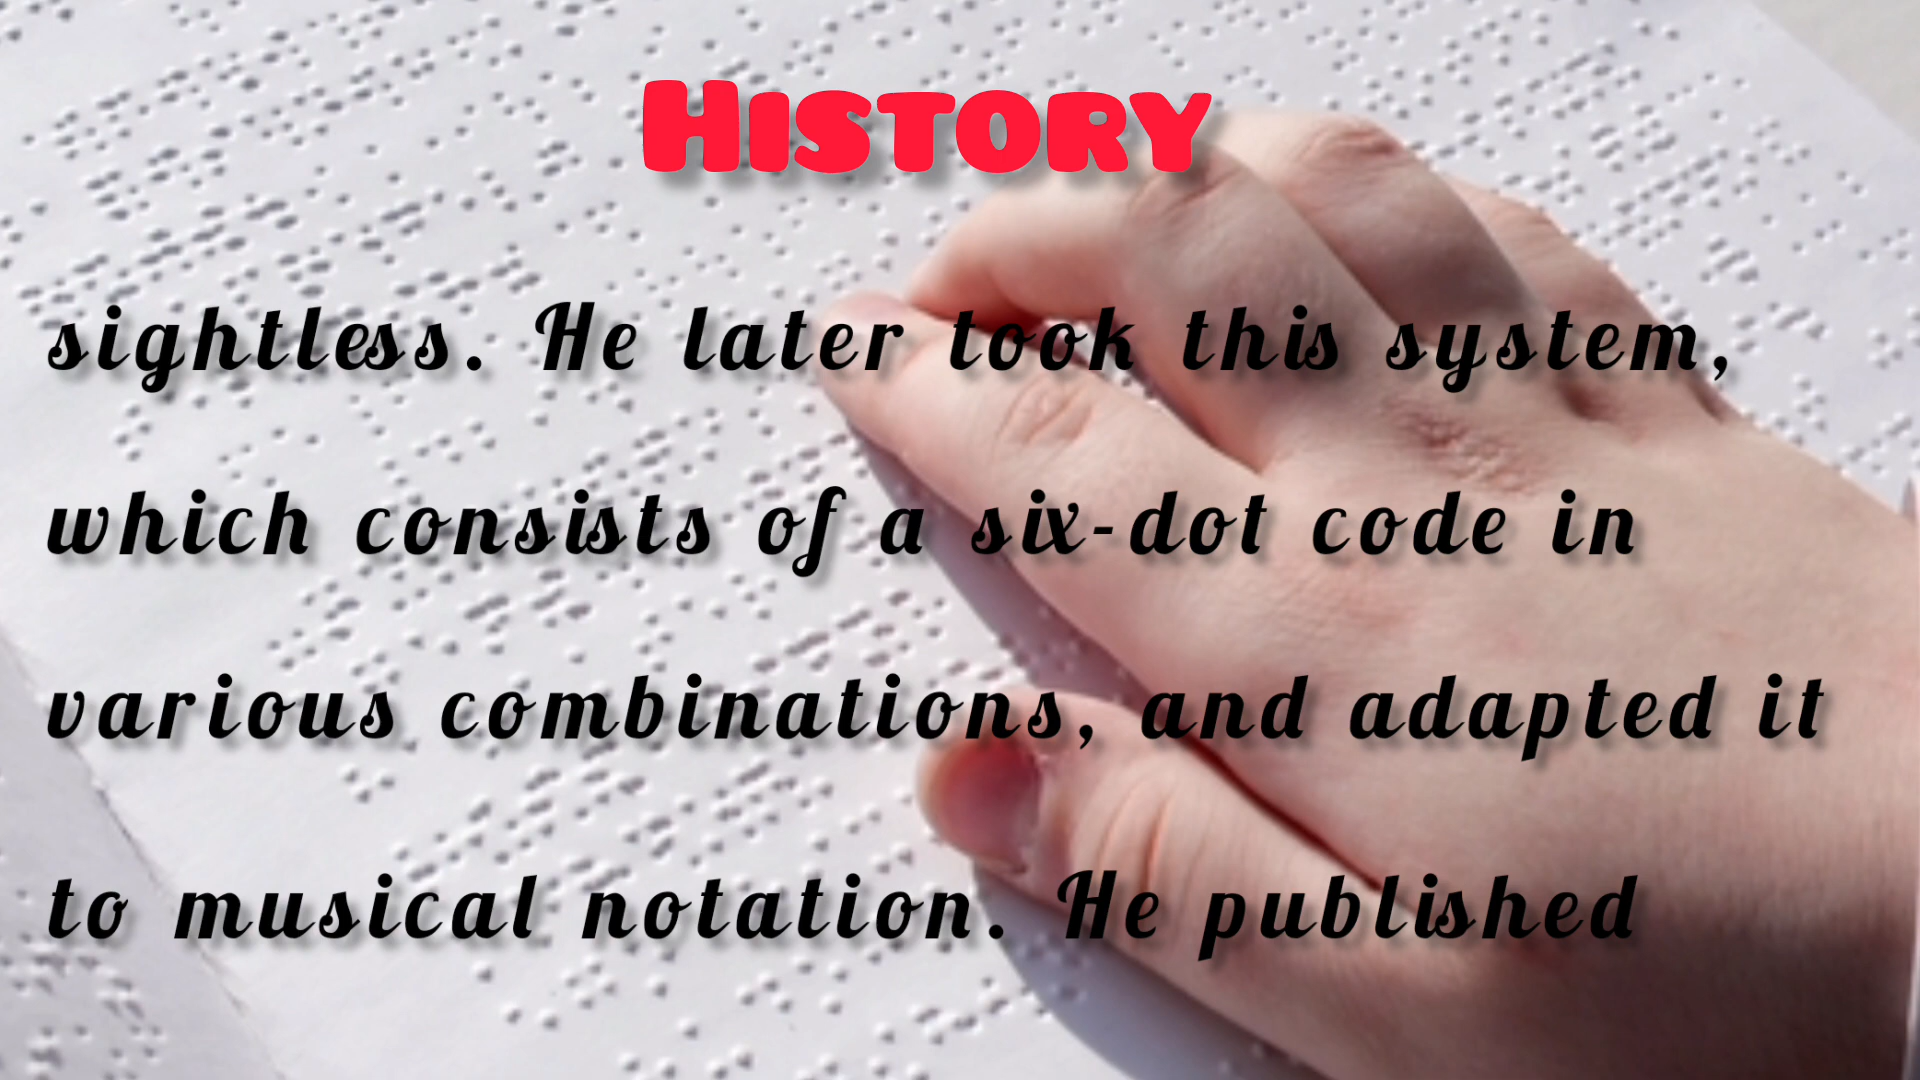 History
sightless. He later took this system,
which consists of a six-dot code in
various combinations, and adapted it
to musical notation. He published